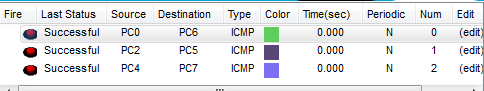 Fire Last Status Source Destination Type Color Time(sec) Periodic Num Edit
Successful PC0 PC6 ICMP 0.000 N 0 (edit)
Successful PC2 PC5 ICMP 0.000 N 1 (edit)
Successful PC4 PC7 ICMP 0.000 N 2 (edit)